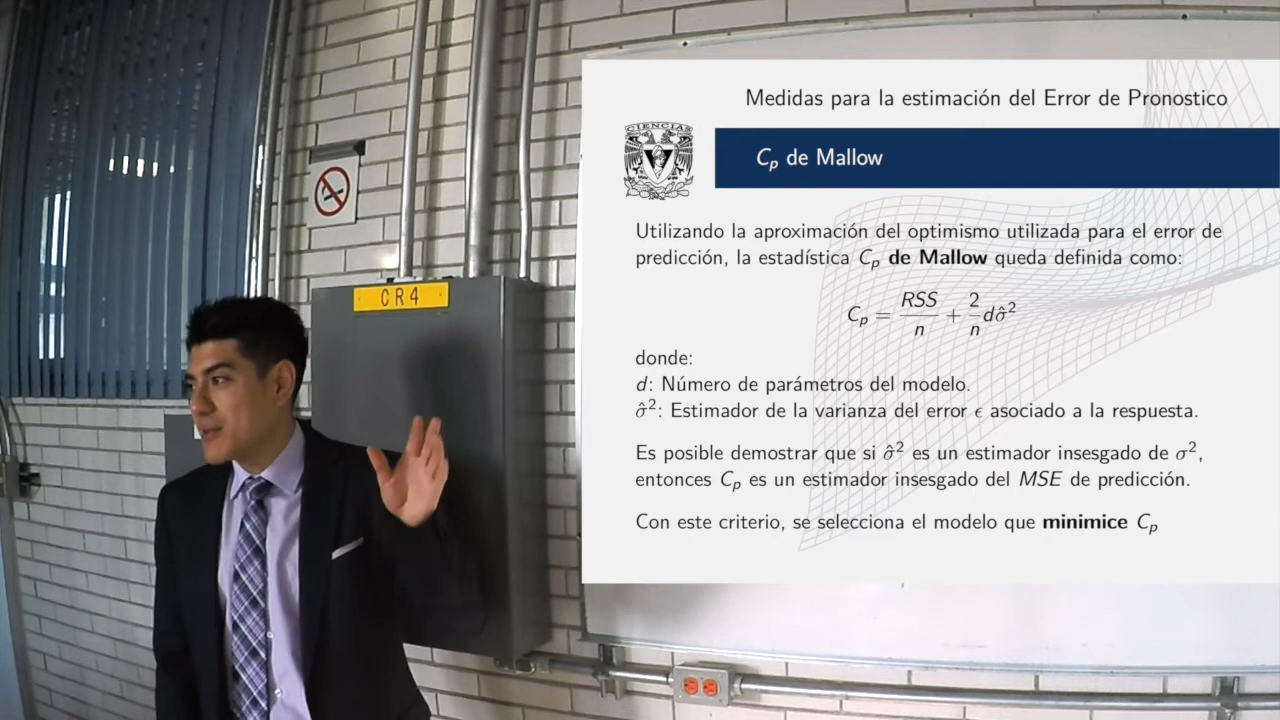 CR4
Medidas para la estimación del Error de Pronostico
CIENCIAS
C_p de Mallow
Utilizando la aproximación del optimismo utilizada para el error de
predicción, la estadística C_p de Mallow queda definida como:
C_p = RSS/n + 2/n dσ̂²
donde:
d: Número de parámetros del modelo.
σ̂²: Estimador de la varianza del error ϵ asociado a la respuesta.
Es posible demostrar que si σ̂² es un estimador insesgado de σ²,
entonces C_p es un estimador insesgado del MSE de predicción.
Con este criterio, se selecciona el modelo que minimice C_p